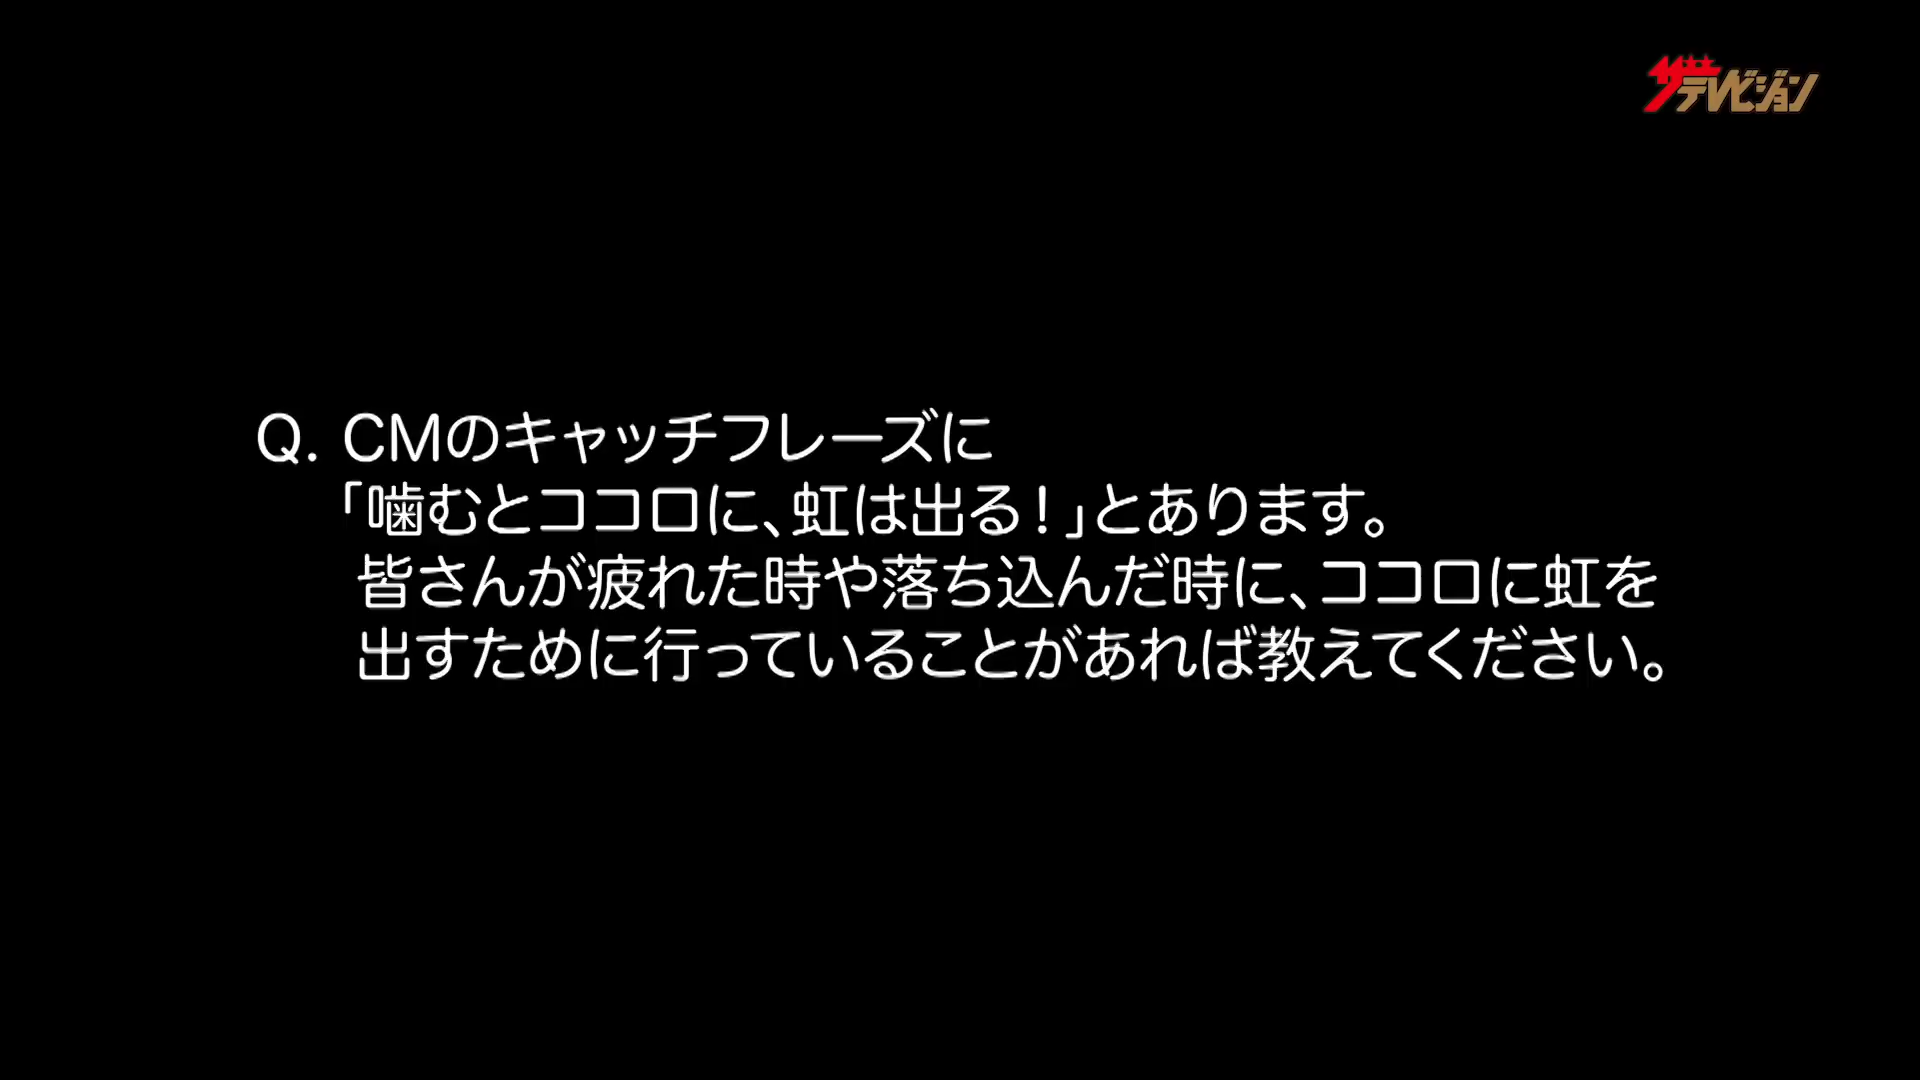 ザテレビジョン
Q. CMのキャッチフレーズに
「噛むとココロに、虹は出る!」とあります。
皆さんが疲れた時や落ち込んだ時に、ココロに虹を
出すために行っていることがあれば教えてください。